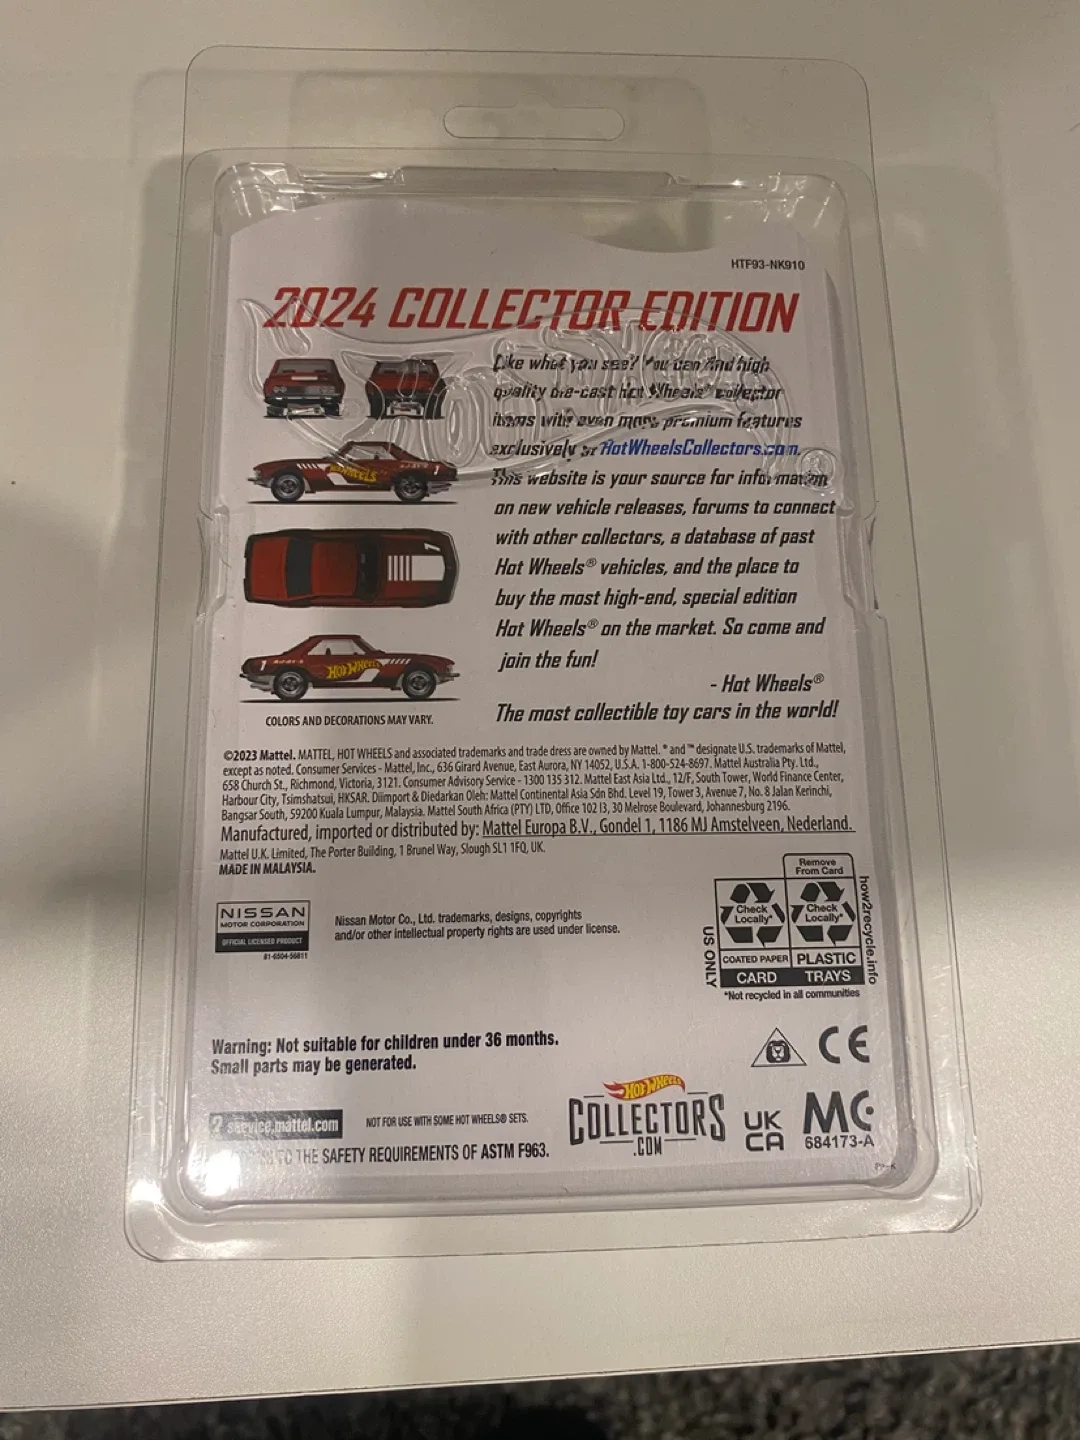 HTF93-NK910
2024 COLLECTOR EDITION
Like what you see? You can find high
quality die-cast Hot Wheels® collector
items with even more premium features
exclusively at HotWheelsCollectors.com.
This website is your source for information
on new vehicle releases, forums to connect
with other collectors, a database of past
Hot Wheels® vehicles, and the place to
buy the most high-end, special edition
Hot Wheels® on the market. So come and
join the fun!
- Hot Wheels®
The most collectible toy cars in the world!
HOT WHEELS
1
1
1
HOT WHEELS
COLORS AND DECORATIONS MAY VARY.
©2023 Mattel. MATTEL, HOT WHEELS and associated trademarks and trade dress are owned by Mattel. ® and ™ designate U.S. trademarks of Mattel,
except as noted. Consumer Services - Mattel, Inc., 636 Girard Avenue, East Aurora, NY 14052, U.S.A. 1-800-524-8697. Mattel Australia Pty. Ltd.,
658 Church St., Richmond, Victoria, 3121. Consumer Advisory Service - 1300 135 312. Mattel East Asia Ltd., 12/F, South Tower, World Finance Center,
Harbour City, Tsimshatsui, HKSAR. Diimport & Diedarkan Oleh: Mattel Continental Asia Sdn Bhd. Level 19, Tower 3, Avenue 7, No. 8 Jalan Kerinchi,
Bangsar South, 59200 Kuala Lumpur, Malaysia. Mattel South Africa (PTY) LTD, Office 102 I3, 30 Melrose Boulevard, Johannesburg 2196.
Manufactured, imported or distributed by: Mattel Europa B.V., Gondel 1, 1186 MJ Amstelveen, Nederland.
Mattel U.K. Limited, The Porter Building, 1 Brunel Way, Slough SL1 1FQ, UK.
MADE IN MALAYSIA.
NISSAN
MOTOR CORPORATION
OFFICIAL LICENSED PRODUCT
81-6504-56811
Nissan Motor Co., Ltd. trademarks, designs, copyrights
and/or other intellectual property rights are used under license.
Remove
From Card
Check
Locally*
Check
Locally*
COATED PAPER
PLASTIC
CARD
TRAYS
US ONLY
how2recycle.info
*Not recycled in all communities
Warning: Not suitable for children under 36 months.
Small parts may be generated.
CE
? service.mattel.com
NOT FOR USE WITH SOME HOT WHEELS® SETS.
TO THE SAFETY REQUIREMENTS OF ASTM F963.
HOT WHEELS
COLLECTORS
.COM
UK
CA
MC
684173-A